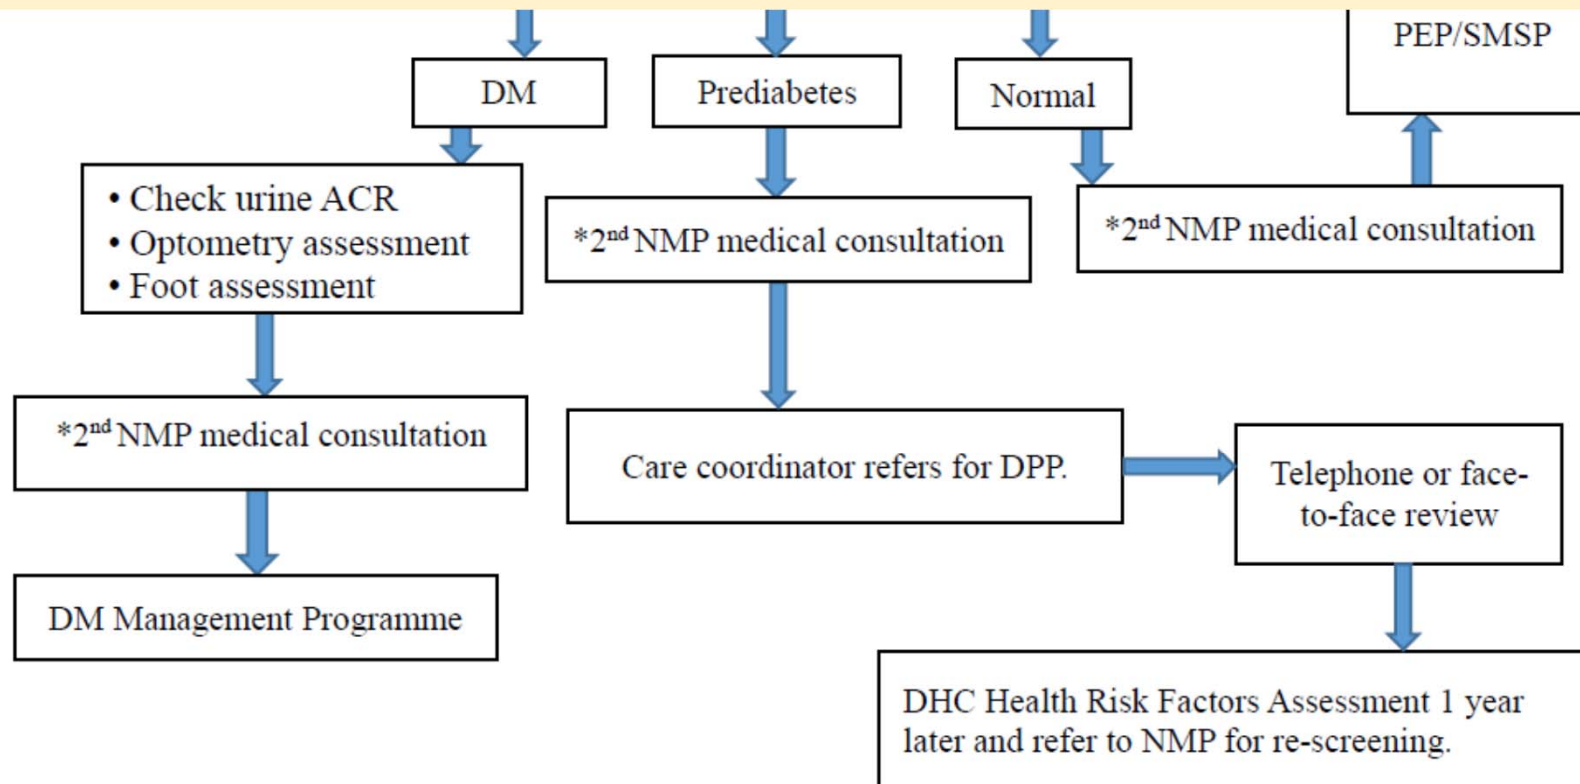 PEP/SMSP
DM
Prediabetes
Normal
• Check urine ACR
• Optometry assessment
• Foot assessment
*2nd NMP medical consultation
*2nd NMP medical consultation
*2nd NMP medical consultation
Care coordinator refers for DPP.
Telephone or face-
to-face review
DM Management Programme
DHC Health Risk Factors Assessment 1 year
later and refer to NMP for re-screening.